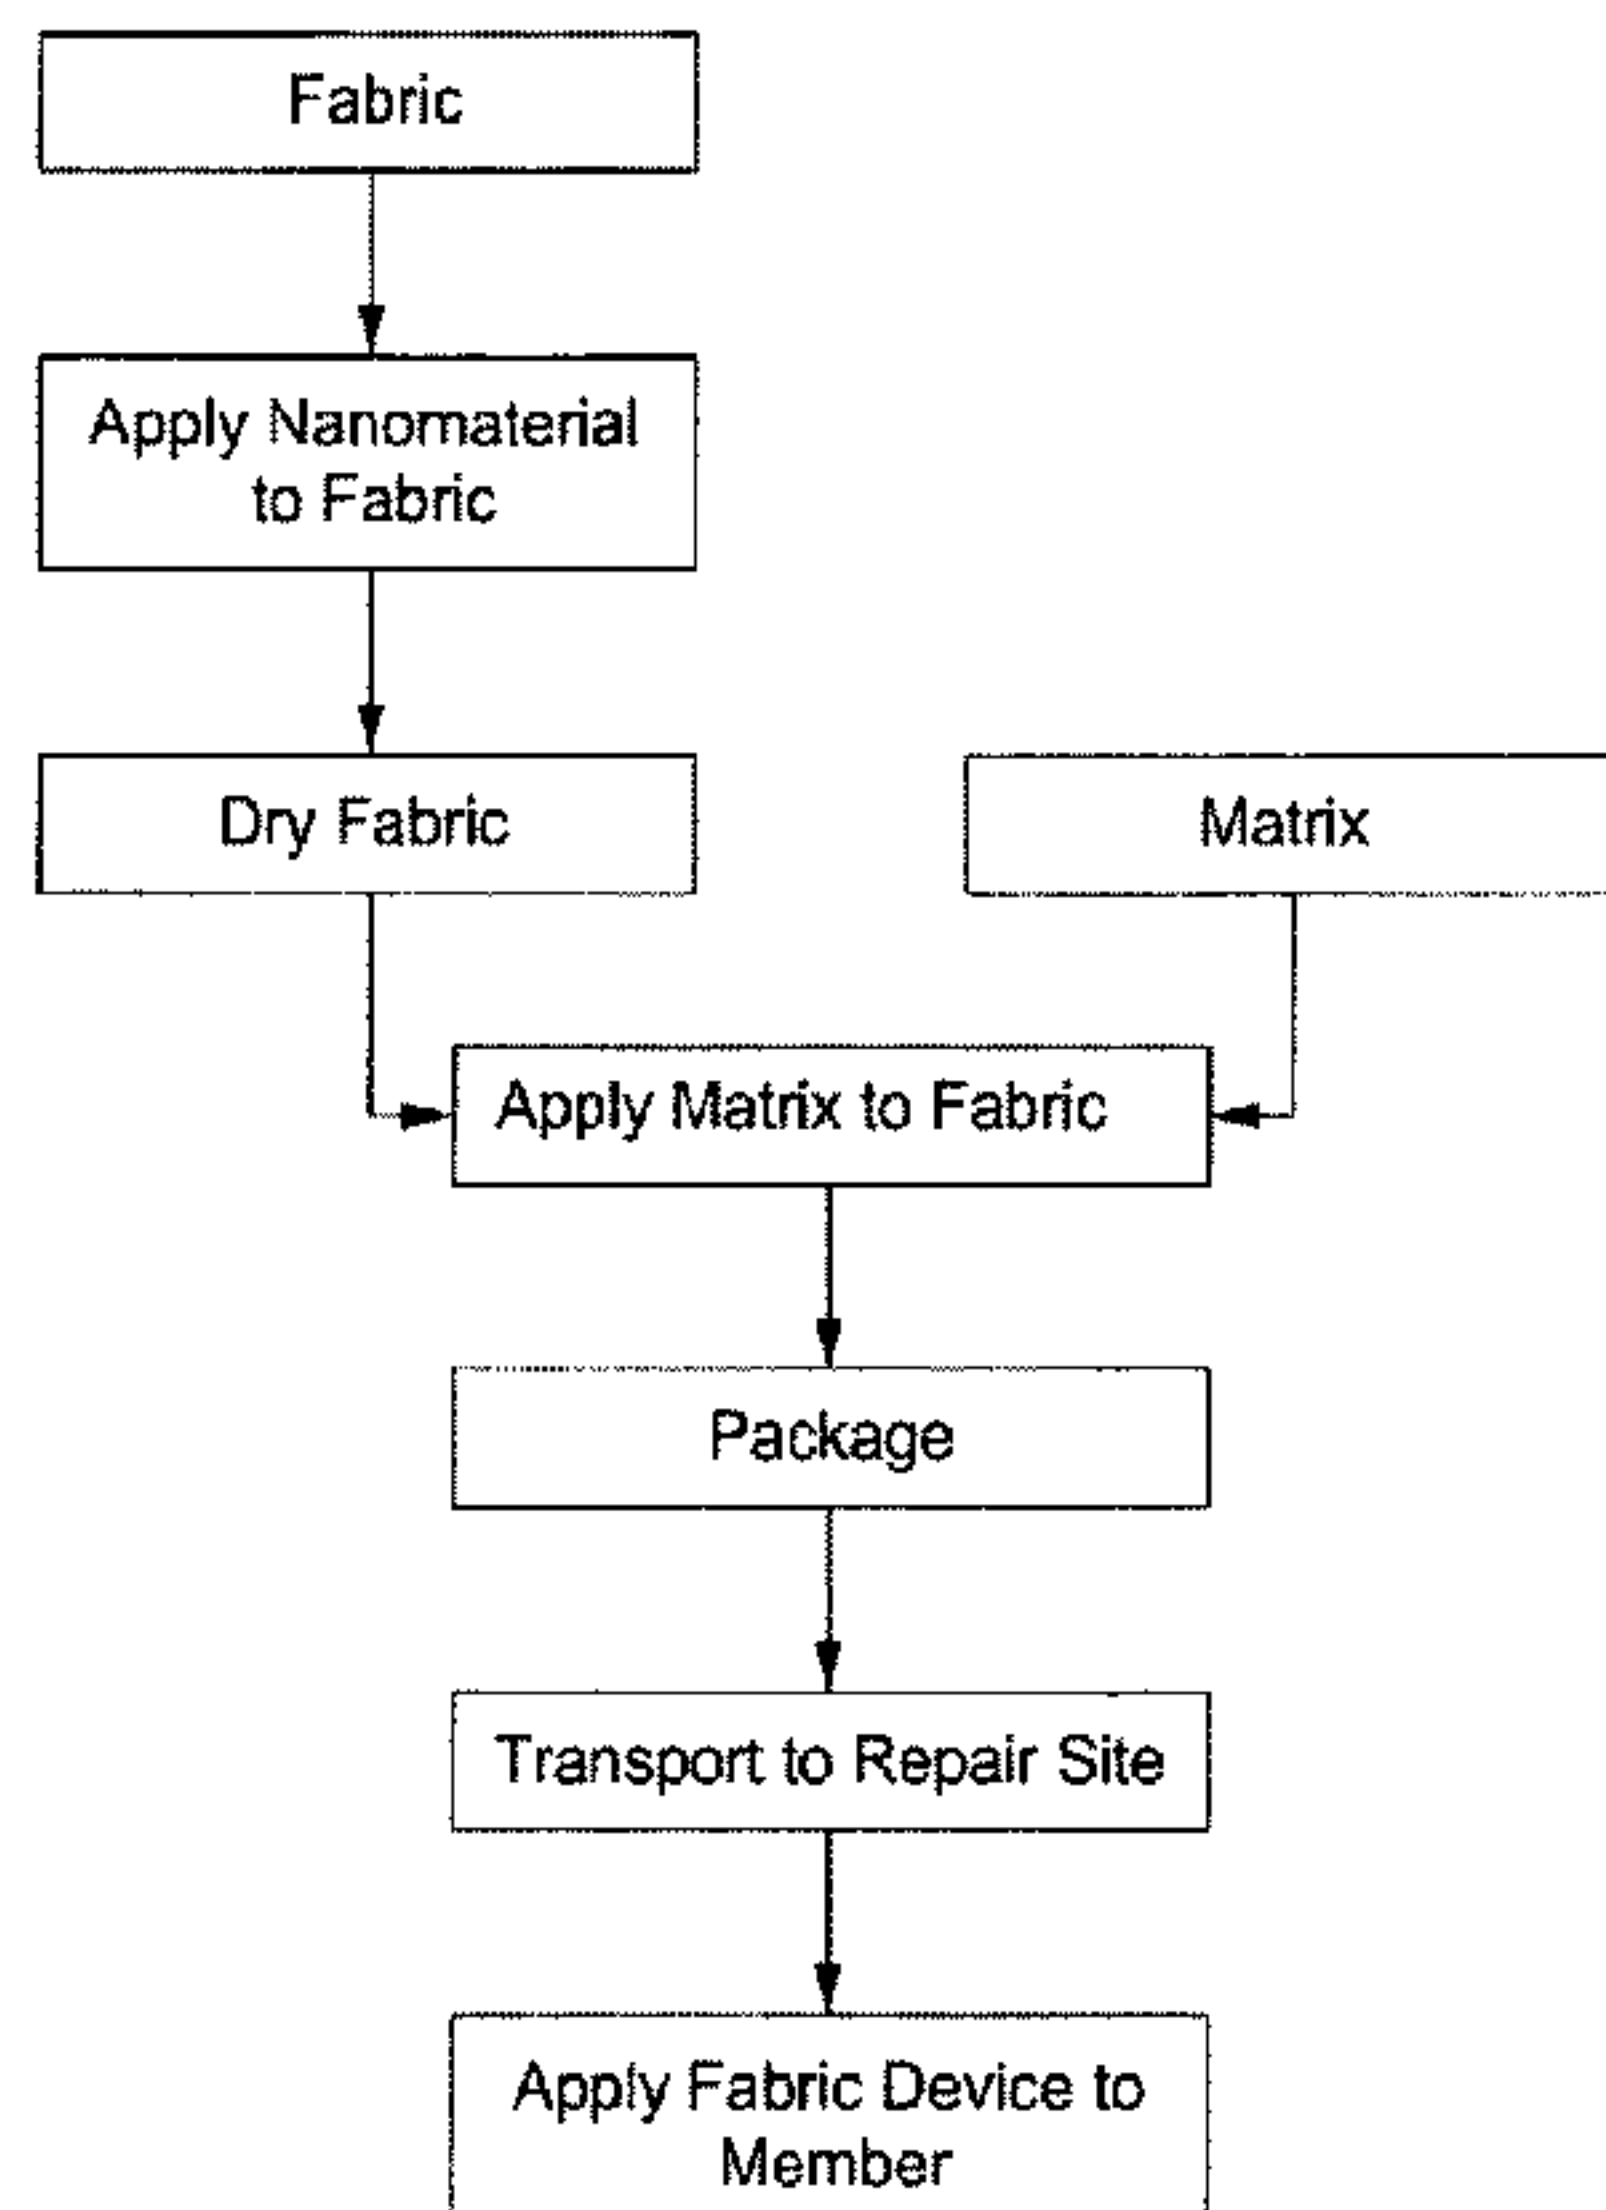 Fabric
Apply Nanomaterial
to Fabric
Dry Fabric
Matrix
Apply Matrix to Fabric
Package
Transport to Repair Site
Apply Fabric Device to
Member